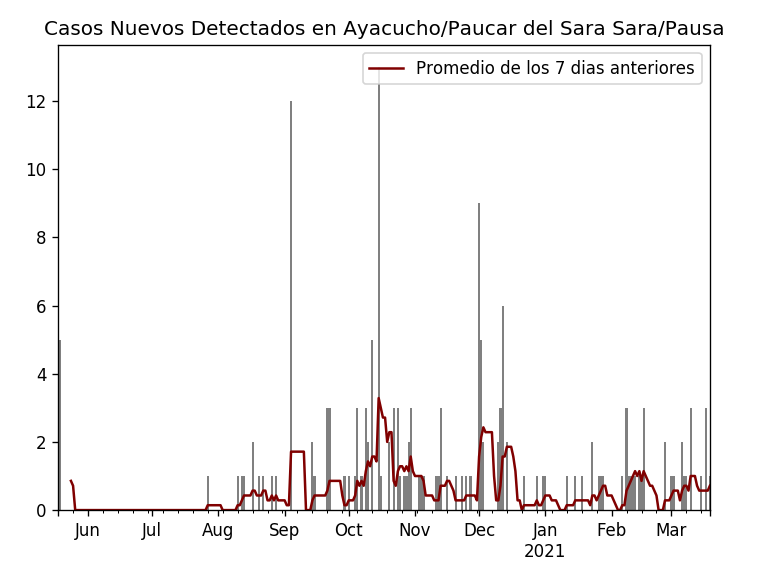 Casos Nuevos Detectados en Ayacucho/Paucar del Sara Sara/Pausa
Promedio de los 7 dias anteriores
12
10
8
6
4
2
0
Jun Jul Aug Sep Oct Nov Dec Jan Feb Mar
2021